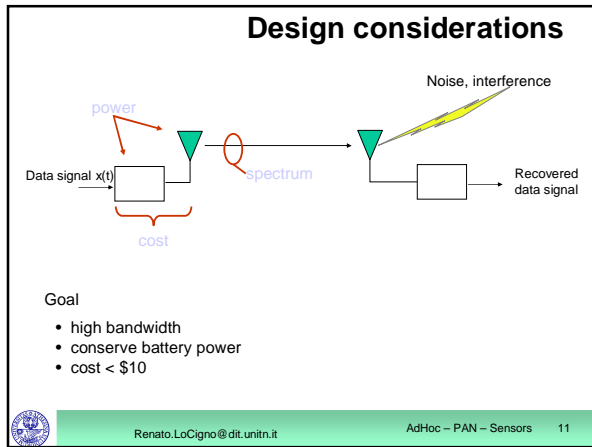 Design considerations
Noise, interference
power
Data signal x(t)
spectrum
Recovered
data signal
cost
Goal
• high bandwidth
• conserve battery power
• cost < $10
Renato.LoCigno@dit.unitn.it
AdHoc – PAN – Sensors 11